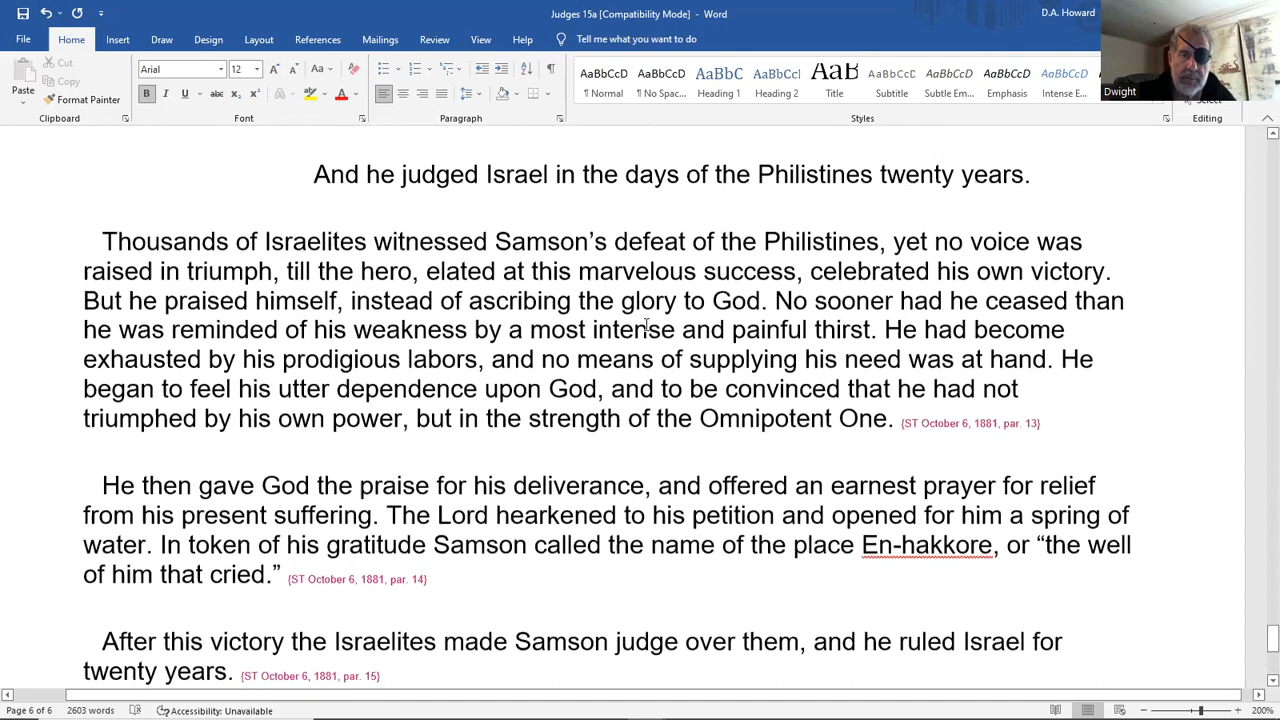 Judges 15a [Compatibility Mode] - Word
D.A. Howard
File Home Insert Draw Design Layout References Mailings Review View Help Tell me what you want to do
Cut
Copy
Paste
Format Painter
Arial 12
AaBbCcD AaBbCcD AaBbC AaBbCcI AaB AaBbCcD AaBbCcD AaBbCcD AaBbCcD
¶ Normal ¶ No Spac... Heading 1 Heading 2 Title Subtitle Subtle Em... Emphasis Intense E...
Dwight
Select
Clipboard Font Paragraph Styles Editing
And he judged Israel in the days of the Philistines twenty years.
Thousands of Israelites witnessed Samson’s defeat of the Philistines, yet no voice was
raised in triumph, till the hero, elated at this marvelous success, celebrated his own victory.
But he praised himself, instead of ascribing the glory to God. No sooner had he ceased than
he was reminded of his weakness by a most intense and painful thirst. He had become
exhausted by his prodigious labors, and no means of supplying his need was at hand. He
began to feel his utter dependence upon God, and to be convinced that he had not
triumphed by his own power, but in the strength of the Omnipotent One. {ST October 6, 1881, par. 13}
He then gave God the praise for his deliverance, and offered an earnest prayer for relief
from his present suffering. The Lord hearkened to his petition and opened for him a spring of
water. In token of his gratitude Samson called the name of the place En-hakkore, or “the well
of him that cried.” {ST October 6, 1881, par. 14}
After this victory the Israelites made Samson judge over them, and he ruled Israel for
twenty years. {ST October 6, 1881, par. 15}
Page 6 of 6 2603 words Accessibility: Unavailable 200%